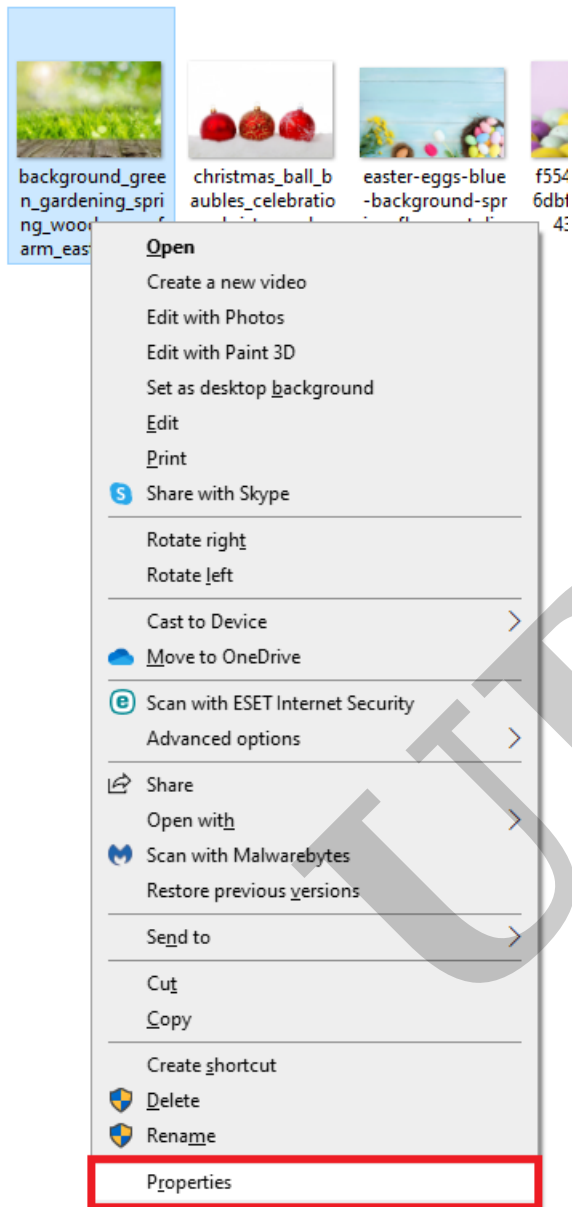 background_gree
n_gardening_spri
ng_wood
arm_eas
christmas_ball_b
aubles_celebratio
easter-eggs-blue
-background-spr
f554
6dbf
43
Open
Create a new video
Edit with Photos
Edit with Paint 3D
Set as desktop background
Edit
Print
Share with Skype
Rotate right
Rotate left
Cast to Device
Move to OneDrive
Scan with ESET Internet Security
Advanced options
Share
Open with
Scan with Malwarebytes
Restore previous versions
Send to
Cut
Copy
Create shortcut
Delete
Rename
Properties